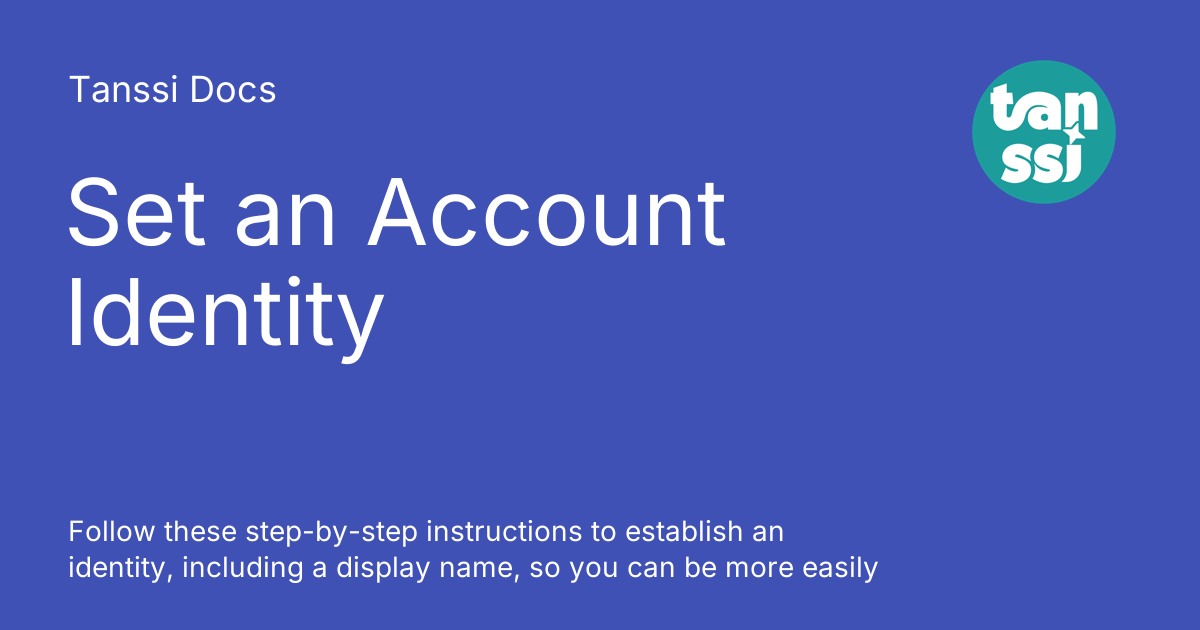 Tanssi Docs
tan
ssi
Set an Account
Identity
Follow these step-by-step instructions to establish an
identity, including a display name, so you can be more easily